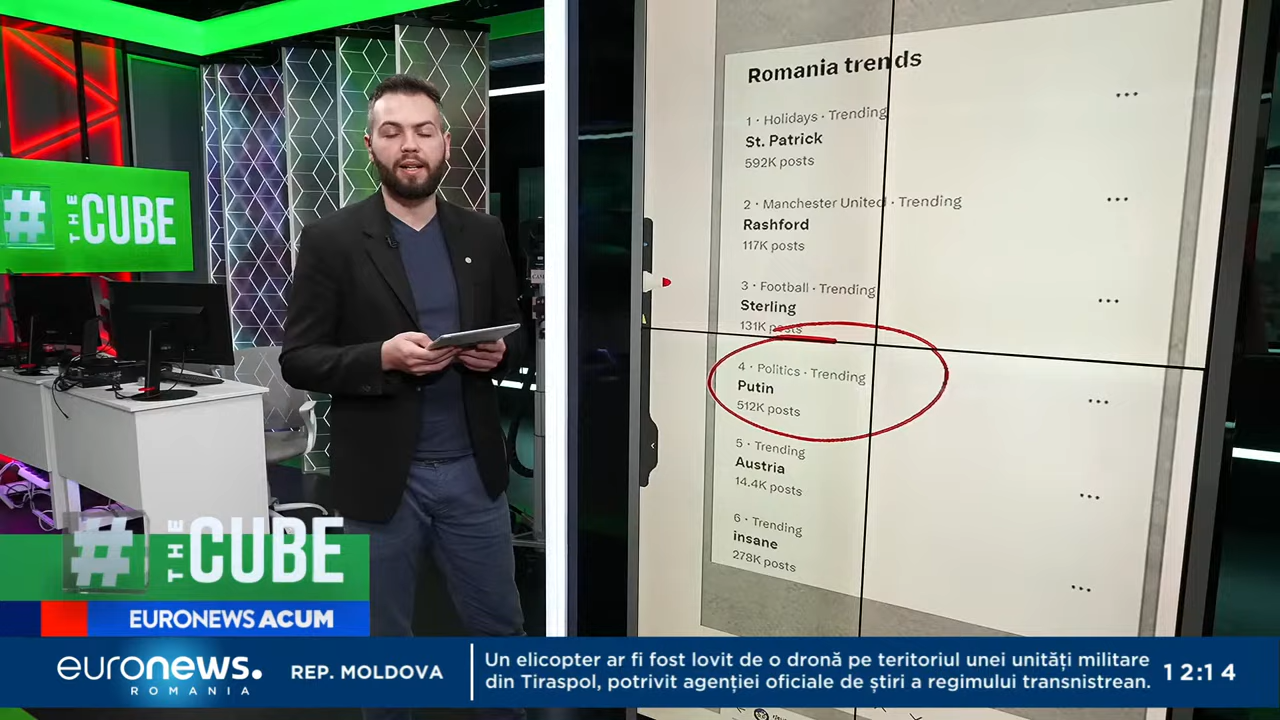 # THE CUBE
Romania trends
1 · Holidays · Trending
St. Patrick
592K posts
2 · Manchester United · Trending
Rashford
117K posts
3 · Football · Trending
Sterling
131K posts
4 · Politics · Trending
Putin
512K posts
5 · Trending
Austria
14.4K posts
6 · Trending
insane
278K posts
# THE CUBE
EURONEWS ACUM
euronews.
ROMANIA
REP. MOLDOVA
Un elicopter ar fi fost lovit de o dronă pe teritoriul unei unități militare
din Tiraspol, potrivit agenției oficiale de știri a regimului transnistrean.
12:14